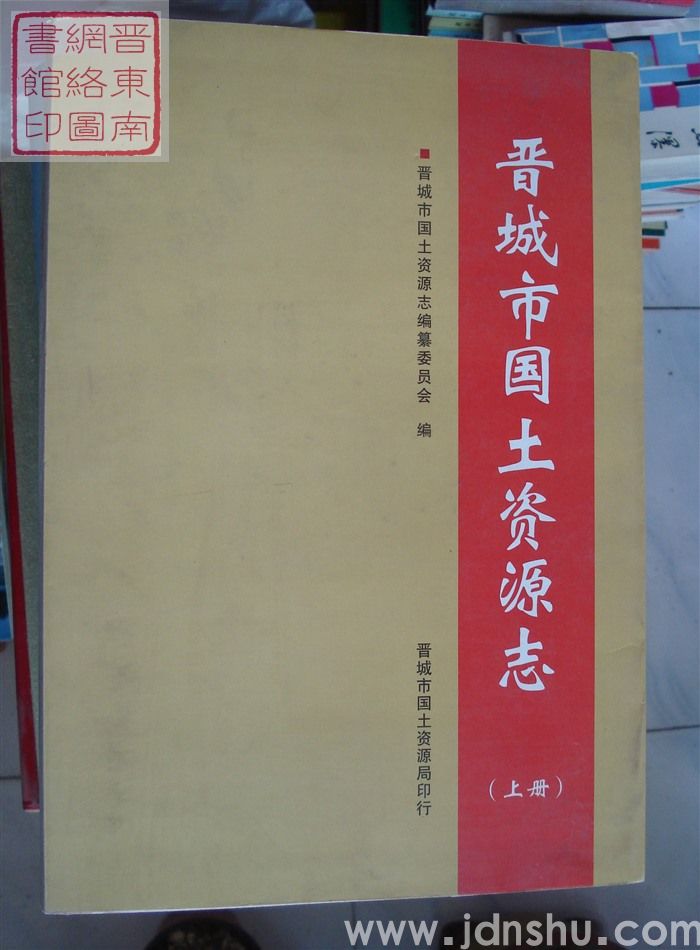 晋東南
網絡圖
書館印
晋城市国土资源志
(上册)
■晋城市国土资源志编纂委员会 编
晋城市国土资源局印行
www.jdnshu.com